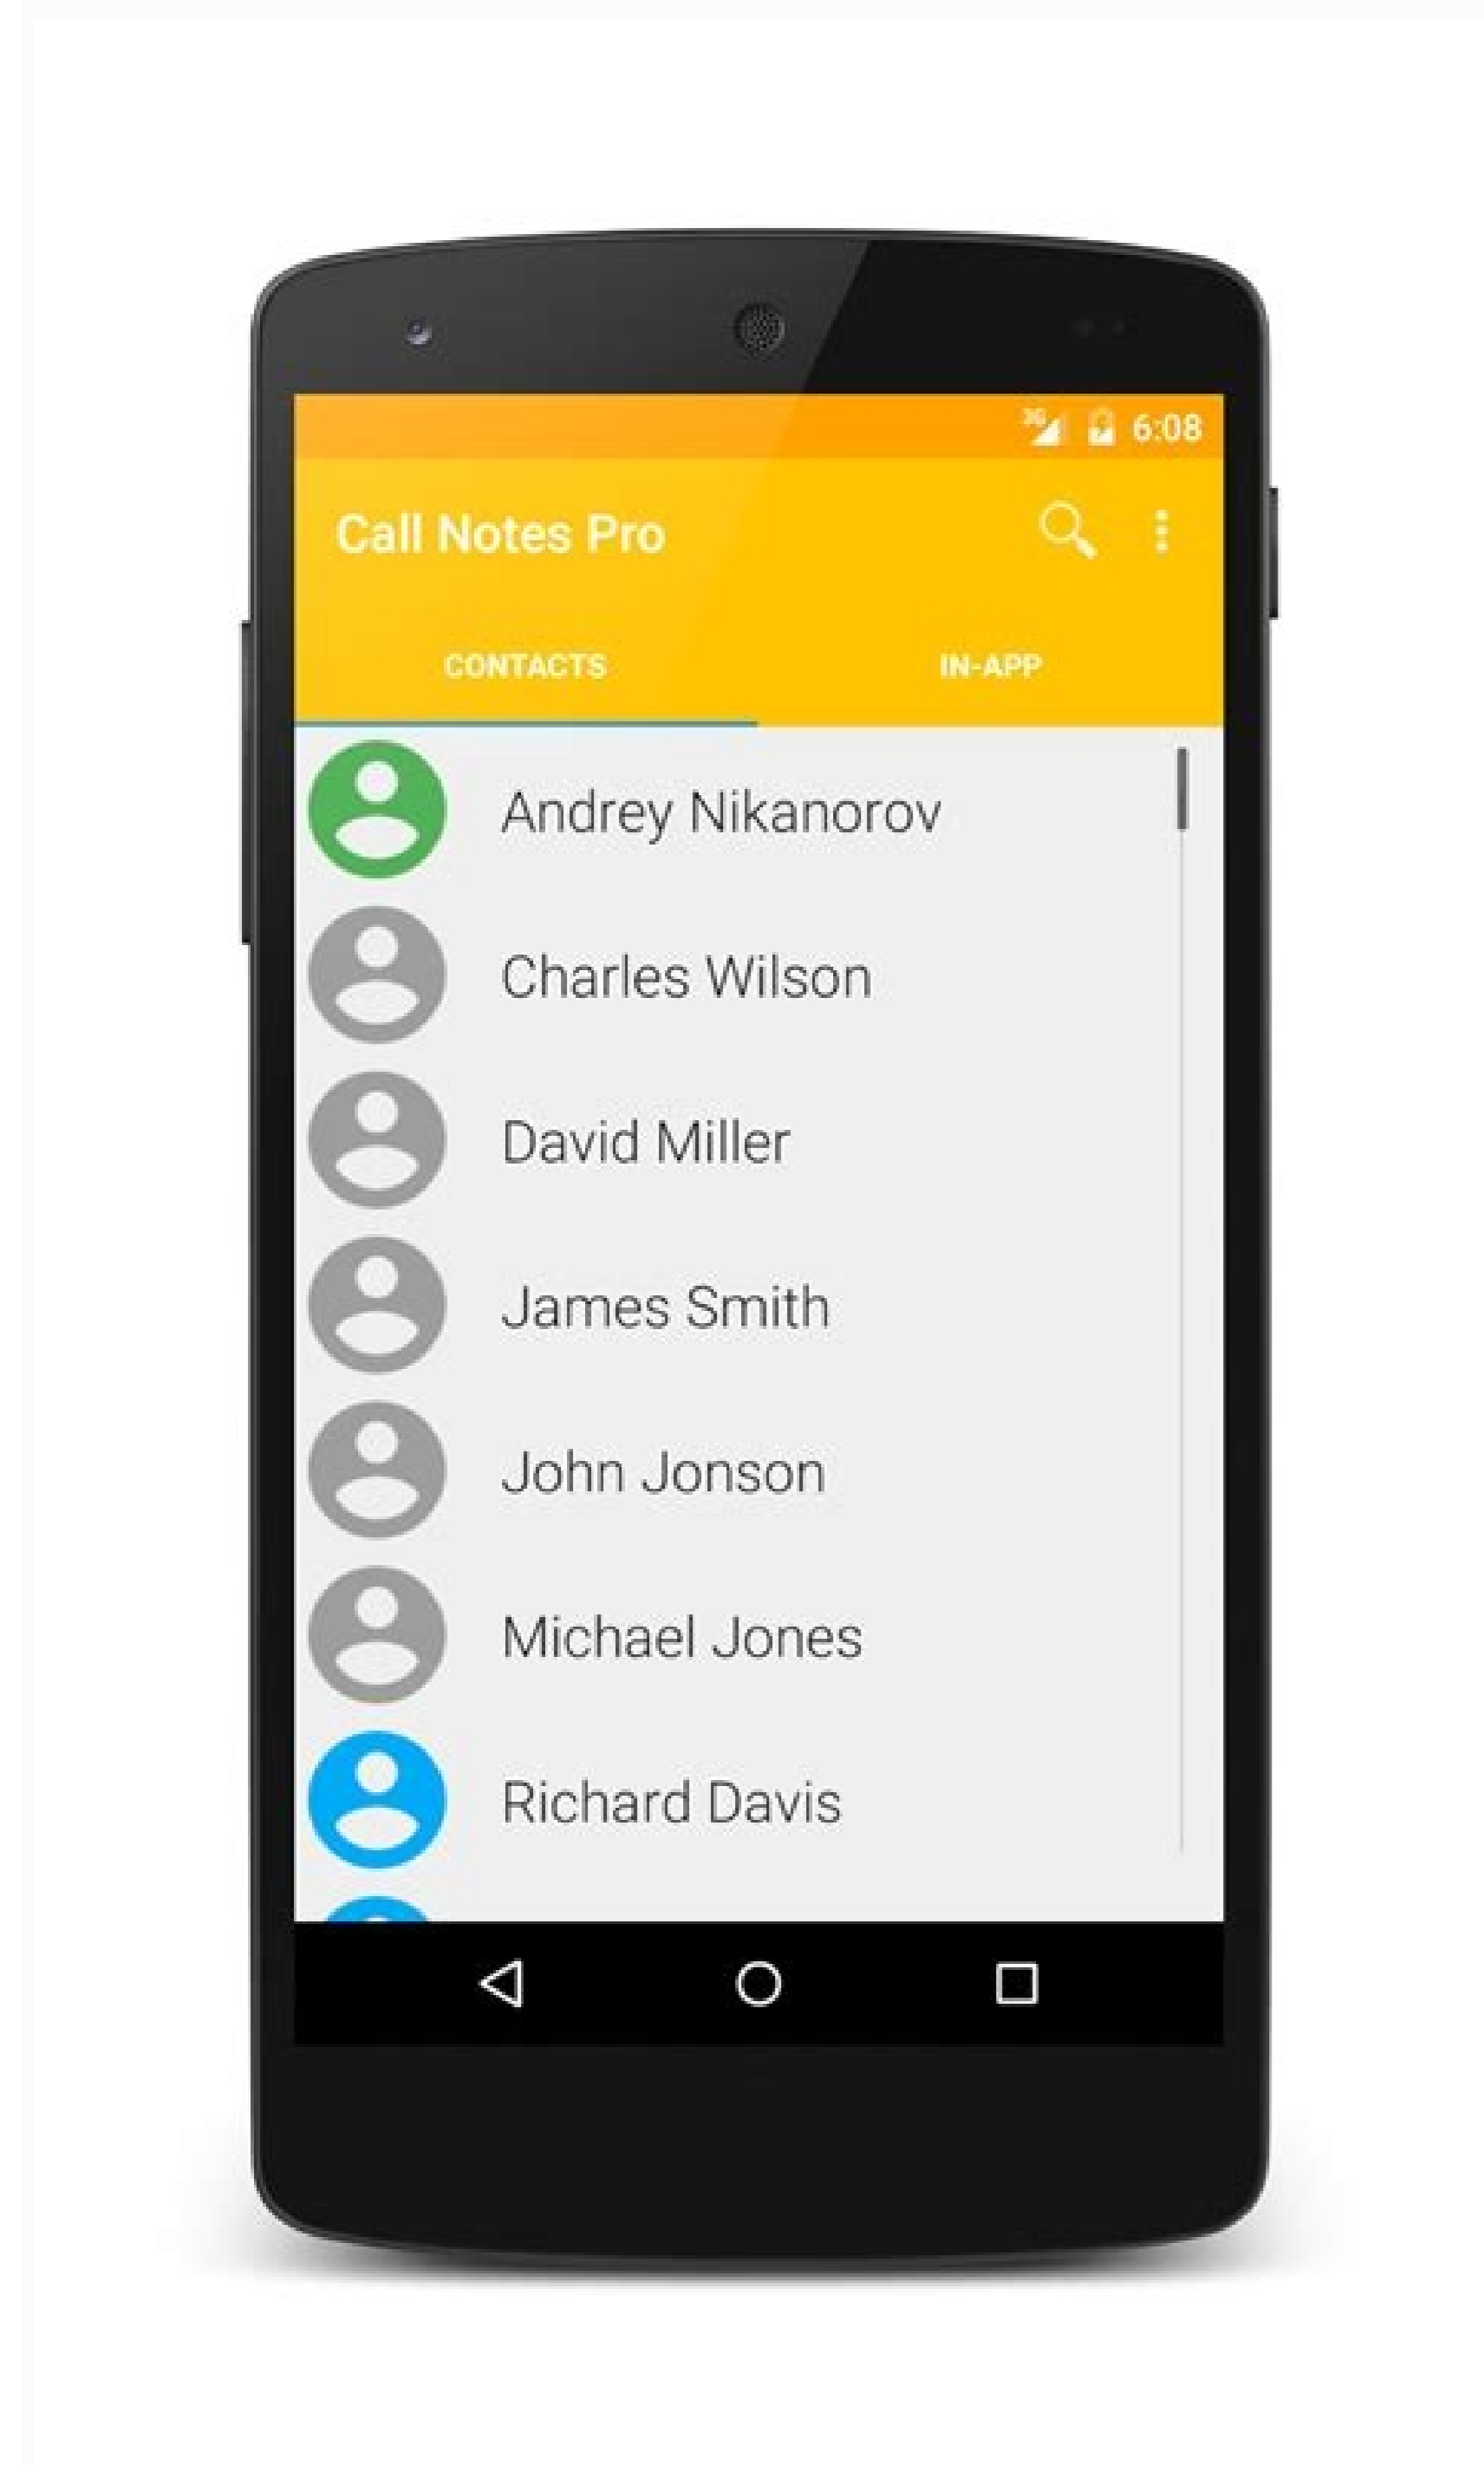 3G 6:08
Call Notes Pro
CONTACTS IN-APP
Andrey Nikanorov
Charles Wilson
David Miller
James Smith
John Jonson
Michael Jones
Richard Davis